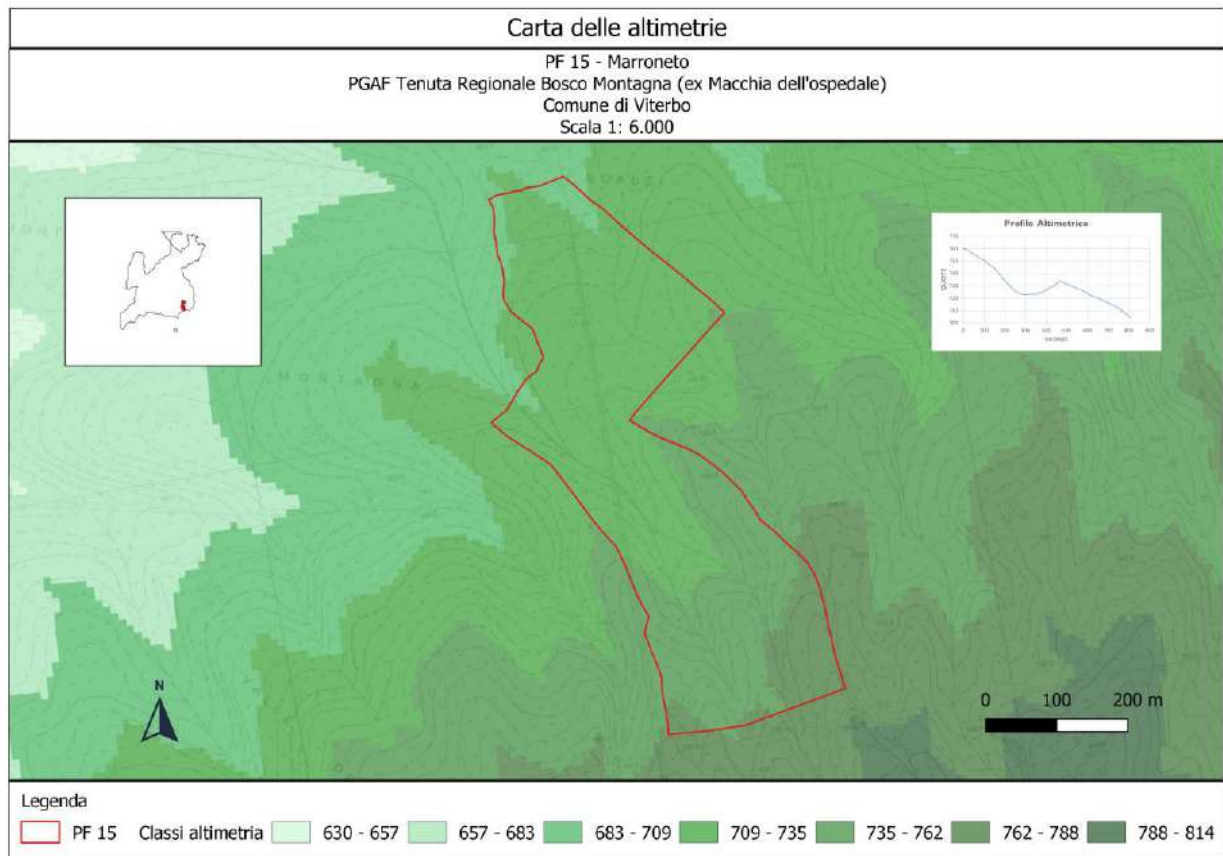 Carta delle altimetrie
PF 15 - Marroneto
PGAF Tenuta Regionale Bosco Montagna (ex Macchia dell'ospedale)
Comune di Viterbo
Scala 1: 6.000
Profilo Altimetrico
MONTAGNA
N
0 100 200 m
Legenda
PF 15 Classi altimetria 630 - 657 657 - 683 683 - 709 709 - 735 735 - 762 762 - 788 788 - 814